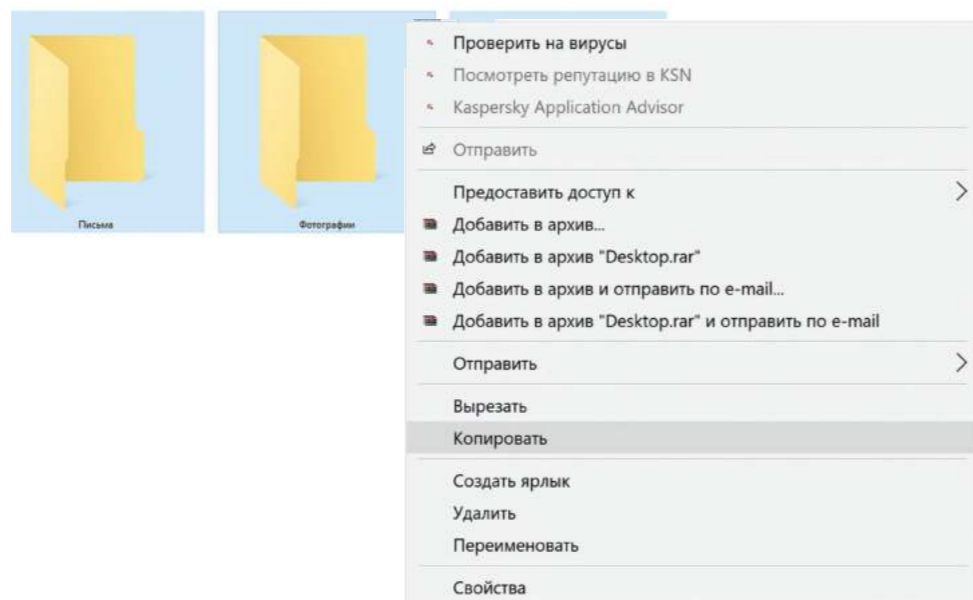 Письма
Фотографии
Проверить на вирусы
Посмотреть репутацию в KSN
Kaspersky Application Advisor
Отправить
Предоставить доступ к
Добавить в архив...
Добавить в архив "Desktop.rar"
Добавить в архив и отправить по e-mail...
Добавить в архив "Desktop.rar" и отправить по e-mail
Отправить
Вырезать
Копировать
Создать ярлык
Удалить
Переименовать
Свойства